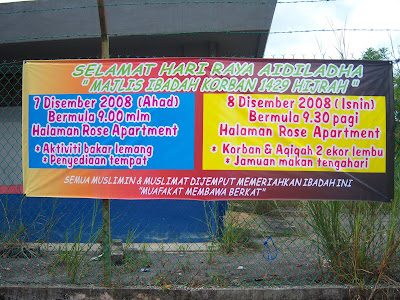 SELAMAT HARI RAYA AIDILADHA
"MAJLIS IBADAH KORBAN 1429 HIJRAH"
7 Disember 2008 (Ahad)
Bermula 9.00 mlm
Halaman Rose Apartment
* Aktiviti bakar lemang
* Penyediaan tempat
8 Disember 2008 (Isnin)
Bermula 9.30 pagi
Halaman Rose Apartment
* Korban & Aqiqah 2 ekor lembu
* Jamuan makan tengahari
SEMUA MUSLIMIN & MUSLIMAT DIJEMPUT MEMERIAHKAN IBADAH INI
"MUAFAKAT MEMBAWA BERKAT"